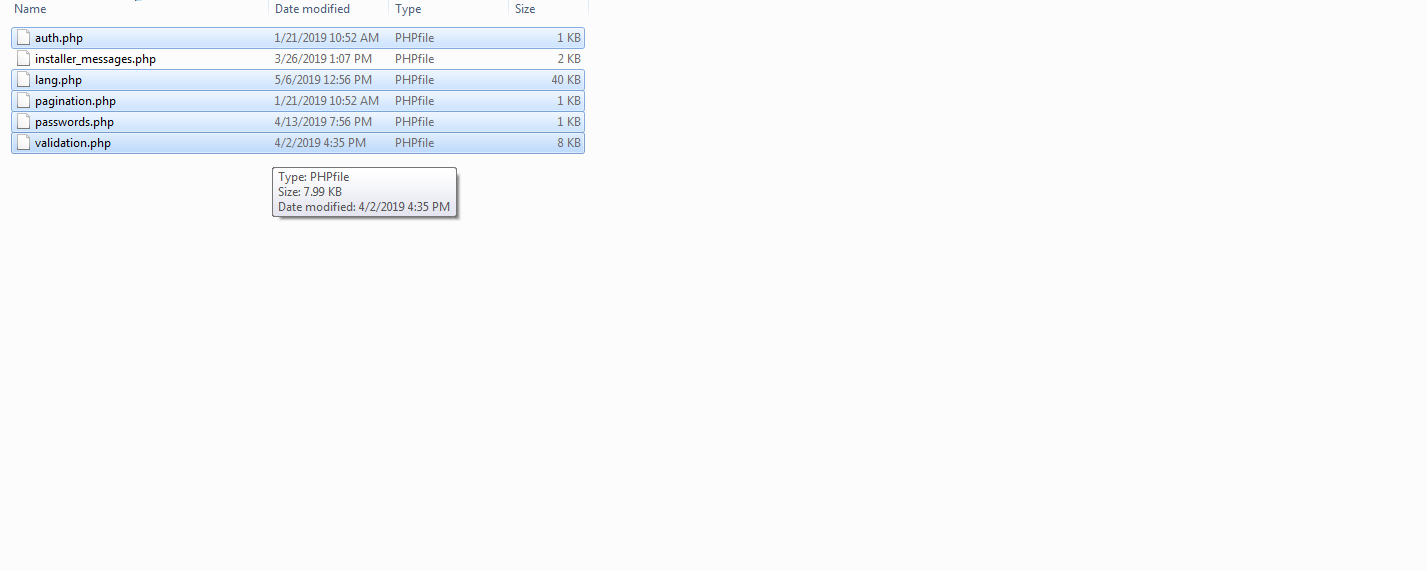 Name Date modified Type Size
auth.php 1/21/2019 10:52 AM PHPfile 1 KB
installer_messages.php 3/26/2019 1:07 PM PHPfile 2 KB
lang.php 5/6/2019 12:56 PM PHPfile 40 KB
pagination.php 1/21/2019 10:52 AM PHPfile 1 KB
passwords.php 4/13/2019 7:56 PM PHPfile 1 KB
validation.php 4/2/2019 4:35 PM PHPfile 8 KB
Type: PHPfile
Size: 7.99 KB
Date modified: 4/2/2019 4:35 PM